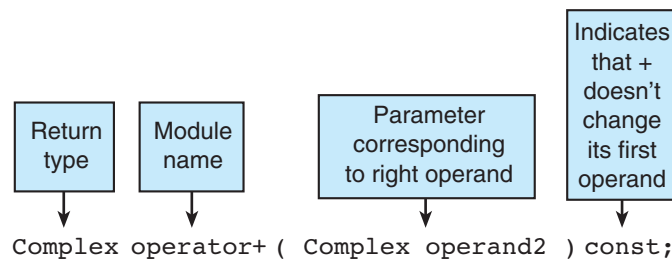 Return
type
Module
name
Parameter
corresponding
to right operand
Indicates
that +
doesn't
change
its first
operand
Complex operator+ ( Complex operand2 ) const;